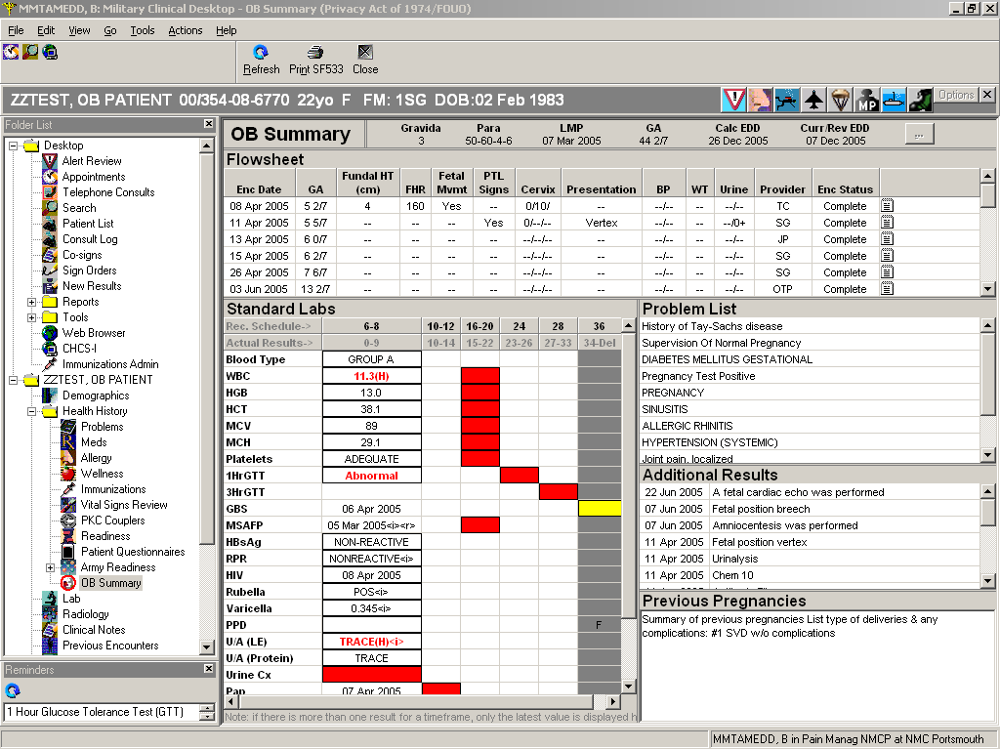 MMTAMEDD, B: Military Clinical Desktop - OB Summary (Privacy Act of 1974/FOUO)
File Edit View Go Tools Actions Help
Refresh Print SF533 Close
ZZTEST, OB PATIENT 00/354-08-6770 22yo F FM: 1SG DOB:02 Feb 1983
MP
Options
Folder List
Desktop
Alert Review
Appointments
Telephone Consults
Search
Patient List
Consult Log
Co-signs
Sign Orders
New Results
Reports
Tools
Web Browser
CHCS-I
Immunizations Admin
ZZTEST, OB PATIENT
Demographics
Health History
Problems
Meds
Allergy
Wellness
Immunizations
Vital Signs Review
PKC Couplers
Readiness
Patient Questionnaires
Army Readiness
OB Summary
Lab
Radiology
Clinical Notes
Previous Encounters
Reminders
1 Hour Glucose Tolerance Test (GTT)
OB Summary
Gravida Para LMP GA Calc EDD Curr/Rev EDD
3 50-60-4-6 07 Mar 2005 44 2/7 26 Dec 2005 07 Dec 2005 ...
Flowsheet
Enc Date GA Fundal HT (cm) FHR Fetal Mvmt PTL Signs Cervix Presentation BP WT Urine Provider Enc Status
08 Apr 2005 5 2/7 4 160 Yes -- 0/10/ -- --/-- -- --/-- TC Complete
11 Apr 2005 5 5/7 -- -- -- Yes 0/--/-- Vertex --/-- -- --/0+ SG Complete
13 Apr 2005 6 0/7 -- -- -- -- --/--/-- -- --/-- -- --/-- JP Complete
15 Apr 2005 6 2/7 -- -- -- -- --/--/-- -- --/-- -- --/-- SG Complete
26 Apr 2005 7 6/7 -- -- -- -- --/--/-- -- --/-- -- --/-- SG Complete
03 Jun 2005 13 2/7 -- -- -- -- --/--/-- -- --/-- -- --/-- OTP Complete
Standard Labs
Rec. Schedule-> 6-8 10-12 16-20 24 28 36
Actual Results-> 0-9 10-14 15-22 23-26 27-33 34-Del
Blood Type GROUP A
WBC 11.3(H)
HGB 13.0
HCT 38.1
MCV 89
MCH 29.1
Platelets ADEQUATE
1HrGTT Abnormal
3HrGTT
GBS 06 Apr 2005
MSAFP 05 Mar 2005<i><r>
HBsAg NON-REACTIVE
RPR NONREACTIVE<i>
HIV 08 Apr 2005
Rubella POS<i>
Varicella 0.345<i>
PPD F
U/A (LE) TRACE(H)<i>
U/A (Protein) TRACE
Urine Cx
Pap 07 Apr 2005
Note: if there is more than one result for a timeframe, only the latest value is displayed h
Problem List
History of Tay-Sachs disease
Supervision Of Normal Pregnancy
DIABETES MELLITUS GESTATIONAL
Pregnancy Test Positive
PREGNANCY
SINUSITIS
ALLERGIC RHINITIS
HYPERTENSION (SYSTEMIC)
Joint pain, localized
Additional Results
22 Jun 2005 A fetal cardiac echo was performed
07 Jun 2005 Fetal position breech
07 Jun 2005 Amniocentesis was performed
11 Apr 2005 Fetal position vertex
11 Apr 2005 Urinalysis
11 Apr 2005 Chem 10
Previous Pregnancies
Summary of previous pregnancies List type of deliveries & any
complications: #1 SVD w/o complications
MMTAMEDD, B in Pain Manag NMCP at NMC Portsmouth